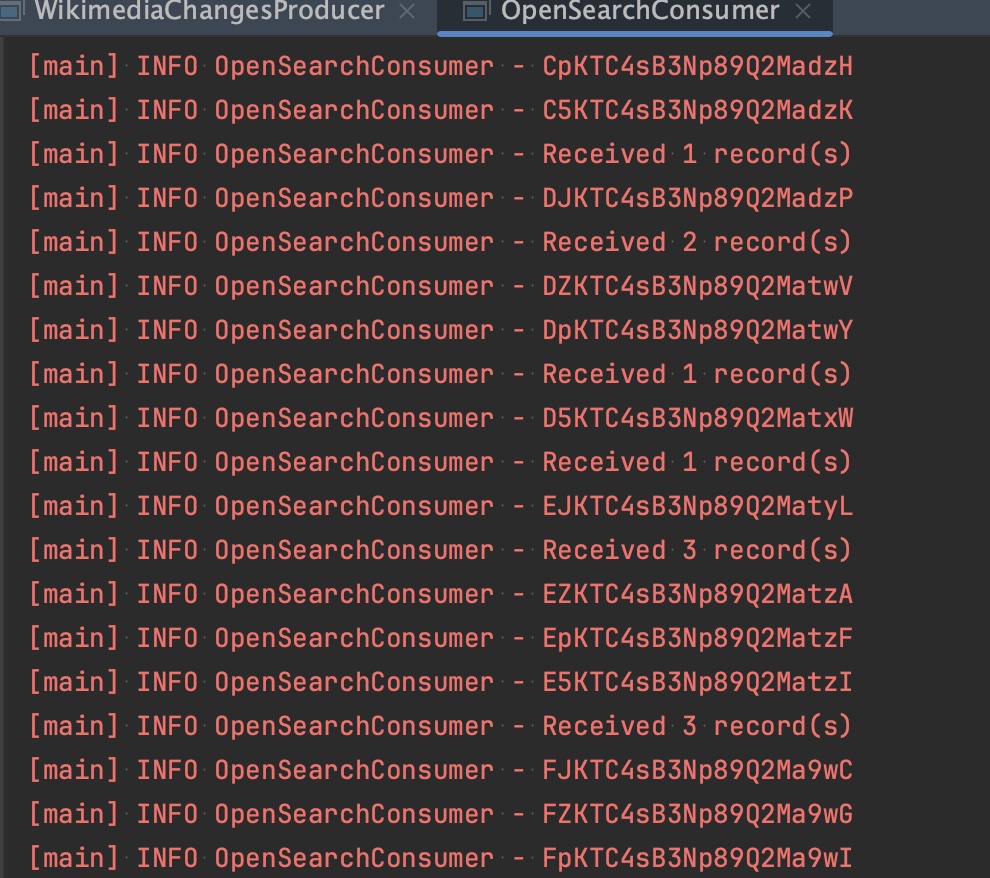 WikimediaChangesProducer × OpenSearchConsumer ×
[main] INFO OpenSearchConsumer - CpKTC4sB3Np89Q2MadzH
[main] INFO OpenSearchConsumer - C5KTC4sB3Np89Q2MadzK
[main] INFO OpenSearchConsumer - Received 1 record(s)
[main] INFO OpenSearchConsumer - DJKTC4sB3Np89Q2MadzP
[main] INFO OpenSearchConsumer - Received 2 record(s)
[main] INFO OpenSearchConsumer - DZKTC4sB3Np89Q2MatwV
[main] INFO OpenSearchConsumer - DpKTC4sB3Np89Q2MatwY
[main] INFO OpenSearchConsumer - Received 1 record(s)
[main] INFO OpenSearchConsumer - D5KTC4sB3Np89Q2MatxW
[main] INFO OpenSearchConsumer - Received 1 record(s)
[main] INFO OpenSearchConsumer - EJKTC4sB3Np89Q2MatyL
[main] INFO OpenSearchConsumer - Received 3 record(s)
[main] INFO OpenSearchConsumer - EZKTC4sB3Np89Q2MatzA
[main] INFO OpenSearchConsumer - EpKTC4sB3Np89Q2MatzF
[main] INFO OpenSearchConsumer - E5KTC4sB3Np89Q2MatzI
[main] INFO OpenSearchConsumer - Received 3 record(s)
[main] INFO OpenSearchConsumer - FJKTC4sB3Np89Q2Ma9wC
[main] INFO OpenSearchConsumer - FZKTC4sB3Np89Q2Ma9wG
[main] INFO OpenSearchConsumer - FpKTC4sB3Np89Q2Ma9wI